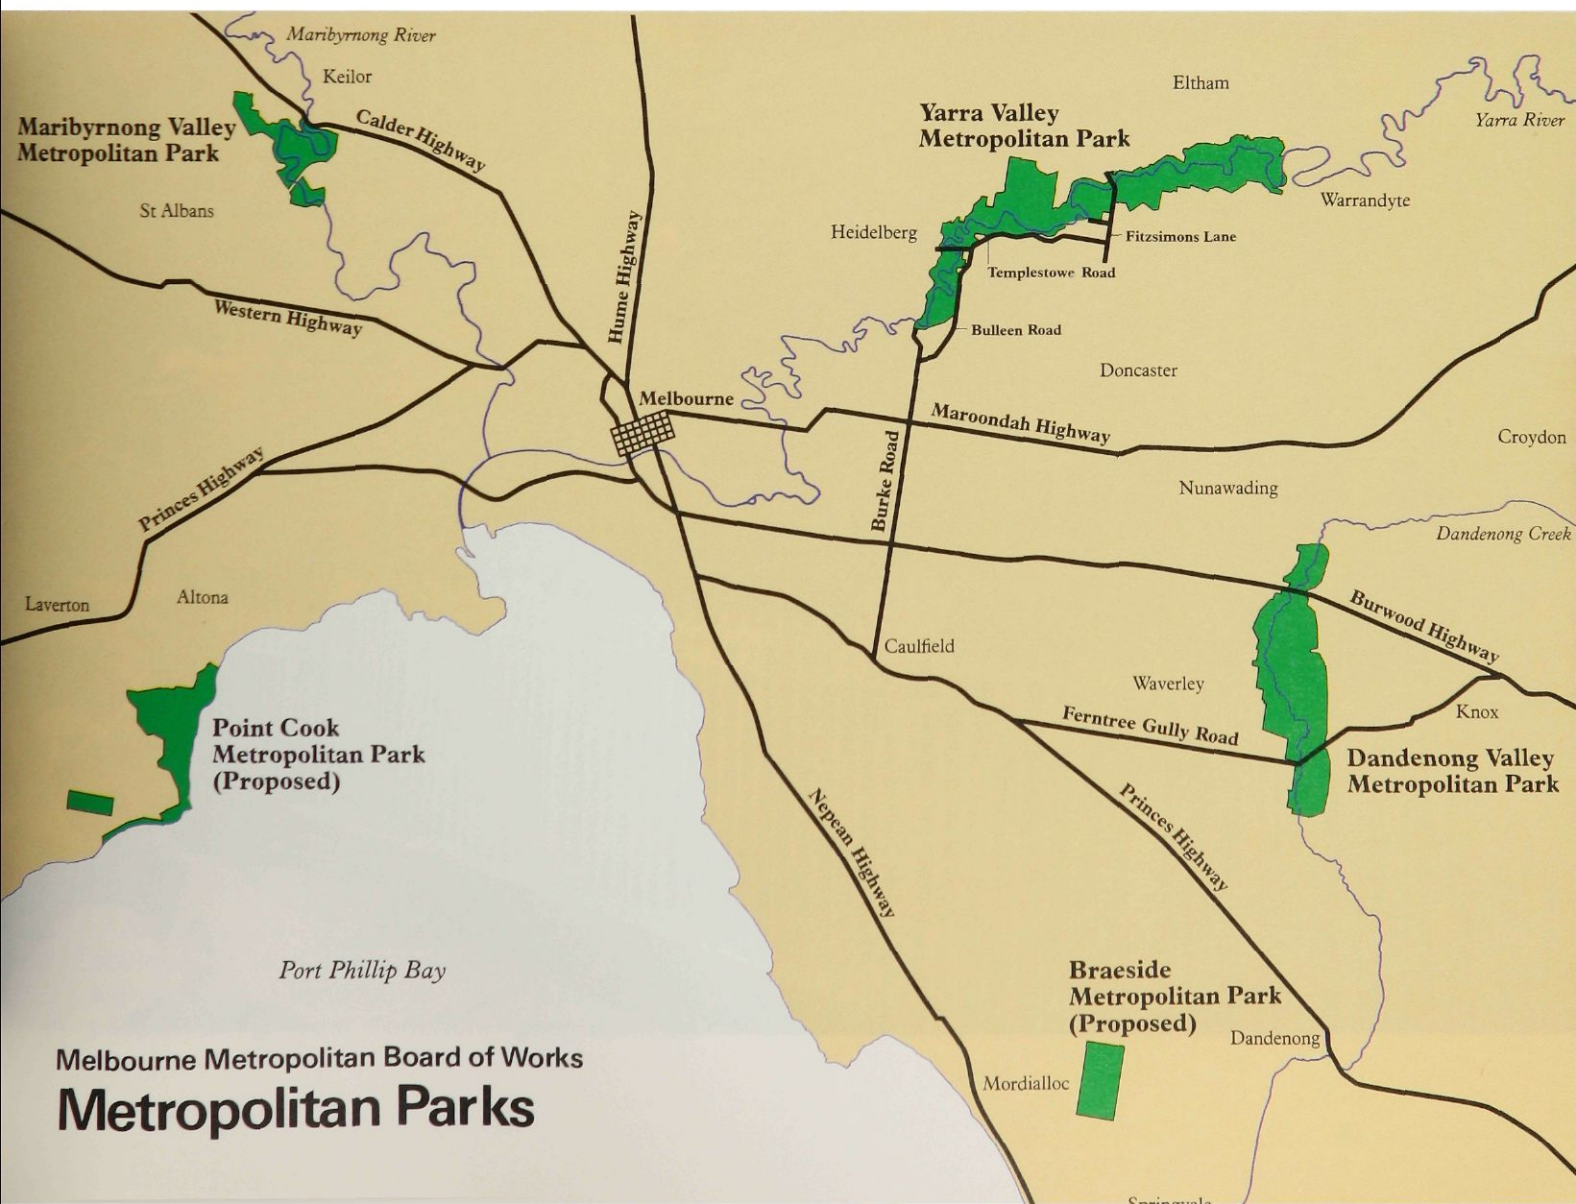 Maribyrnong River
Keilor
Eltham
Yarra River
Maribyrnong Valley
Metropolitan Park
Calder Highway
Yarra Valley
Metropolitan Park
St Albans
Warrandyte
Heidelberg
Fitzsimons Lane
Templestowe Road
Hume Highway
Western Highway
Bulleen Road
Doncaster
Melbourne
Maroondah Highway
Croydon
Burke Road
Nunawading
Princes Highway
Dandenong Creek
Laverton
Altona
Burwood Highway
Caulfield
Waverley
Knox
Ferntree Gully Road
Point Cook
Metropolitan Park
(Proposed)
Dandenong Valley
Metropolitan Park
Nepean Highway
Princes Highway
Port Phillip Bay
Braeside
Metropolitan Park
(Proposed)
Dandenong
Mordialloc
Melbourne Metropolitan Board of Works
Metropolitan Parks
Springvale